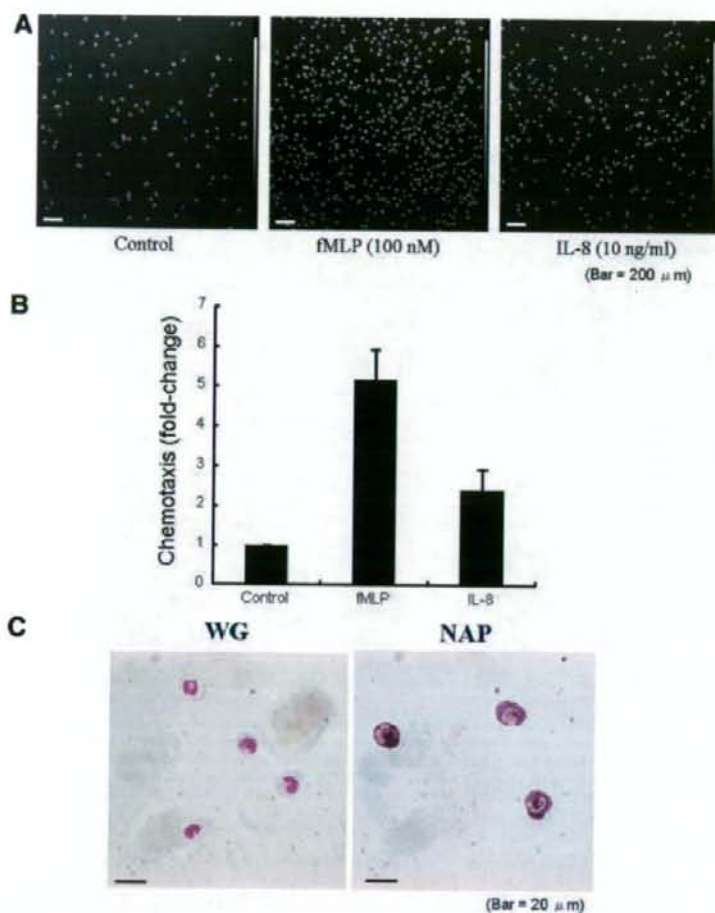 A
Control
fMLP (100 nM)
IL-8 (10 ng/ml)
(Bar = 200 μm)
B
Chemotaxis (fold-change)
7
6
5
4
3
2
1
0
Control
fMLP
IL-8
C
WG
NAP
(Bar = 20 μm)